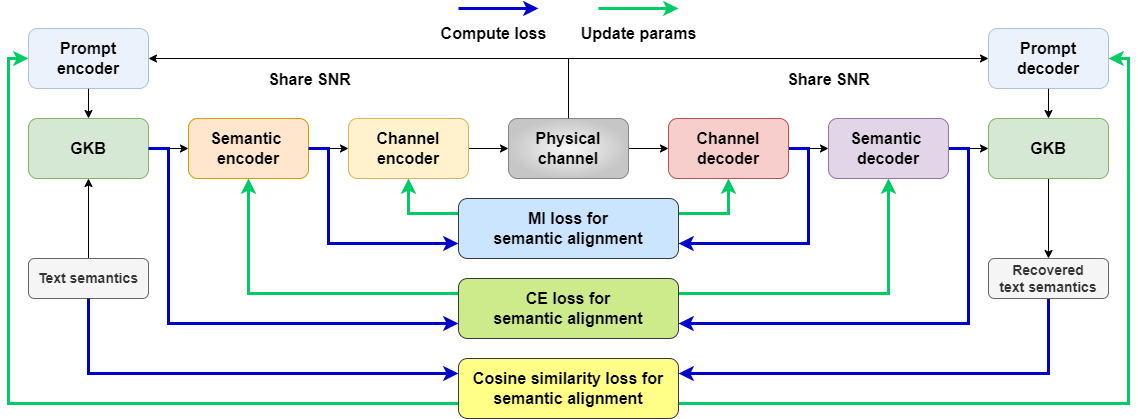 Compute loss
Update params
Prompt
encoder
Prompt
decoder
Share SNR
Share SNR
GKB
Semantic
encoder
Channel
encoder
Physical
channel
Channel
decoder
Semantic
decoder
GKB
MI loss for
semantic alignment
Text semantics
Recovered
text semantics
CE loss for
semantic alignment
Cosine similarity loss for
semantic alignment